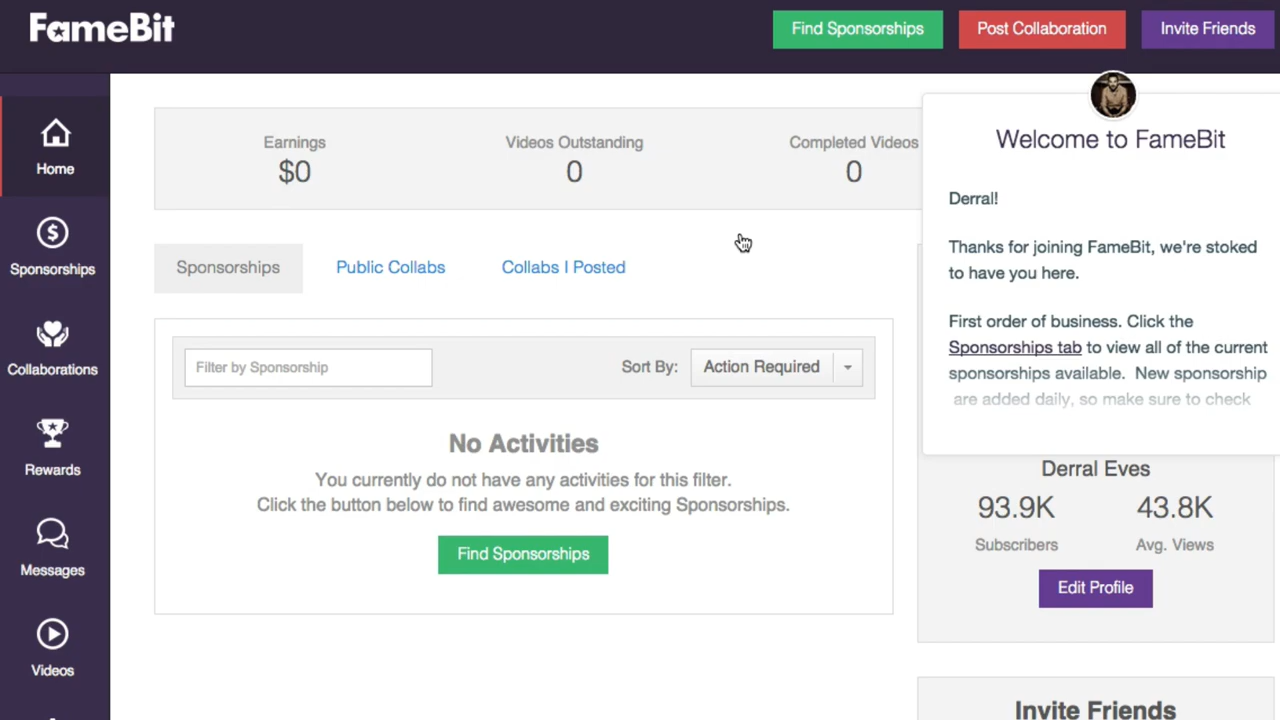 FameBit
Find Sponsorships
Post Collaboration
Invite Friends
Home
Sponsorships
Collaborations
Rewards
Messages
Videos
Earnings
$0
Videos Outstanding
0
Completed Videos
0
Sponsorships
Public Collabs
Collabs I Posted
Filter by Sponsorship
Sort By:
Action Required
No Activities
You currently do not have any activities for this filter.
Click the button below to find awesome and exciting Sponsorships.
Find Sponsorships
Welcome to FameBit
Derral!
Thanks for joining FameBit, we're stoked
to have you here.
First order of business. Click the
Sponsorships tab to view all of the current
sponsorships available. New sponsorship
are added daily, so make sure to check
Derral Eves
93.9K
Subscribers
43.8K
Avg. Views
Edit Profile
Invite Friends